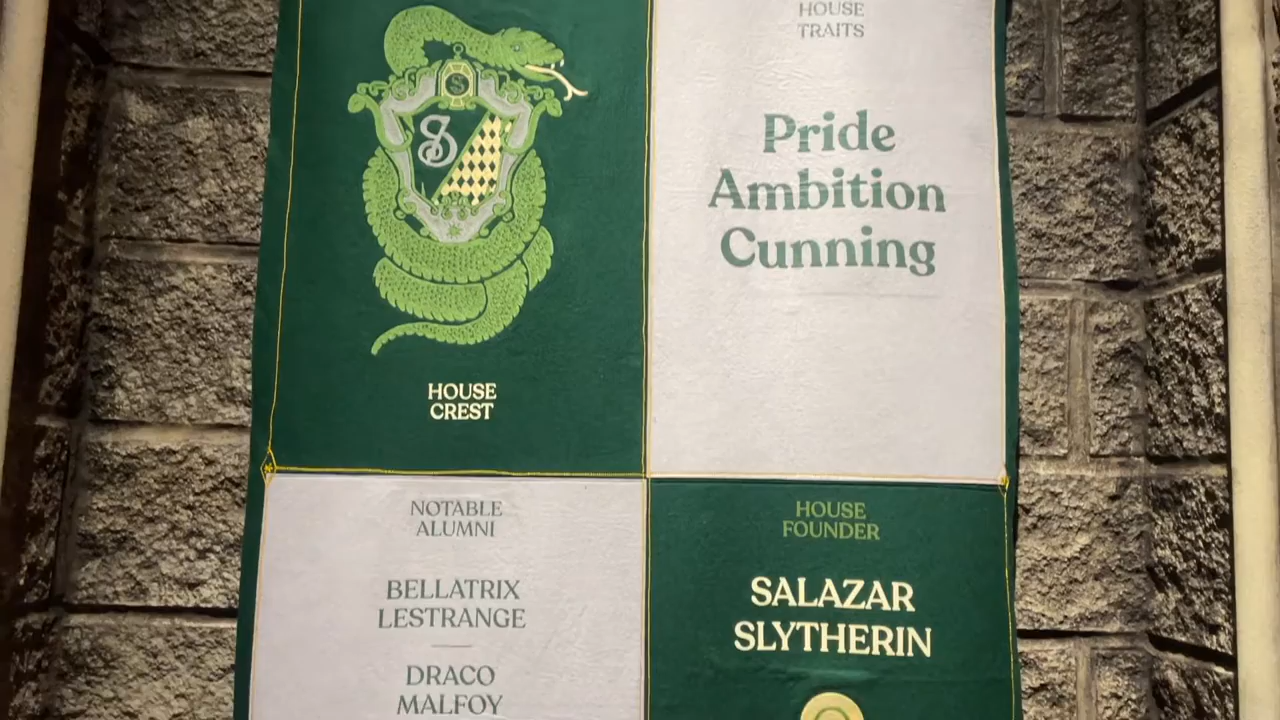 S
S
HOUSE
CREST
HOUSE
TRAITS
Pride
Ambition
Cunning
NOTABLE
ALUMNI
BELLATRIX
LESTRANGE
DRACO
MALFOY
HOUSE
FOUNDER
SALAZAR
SLYTHERIN